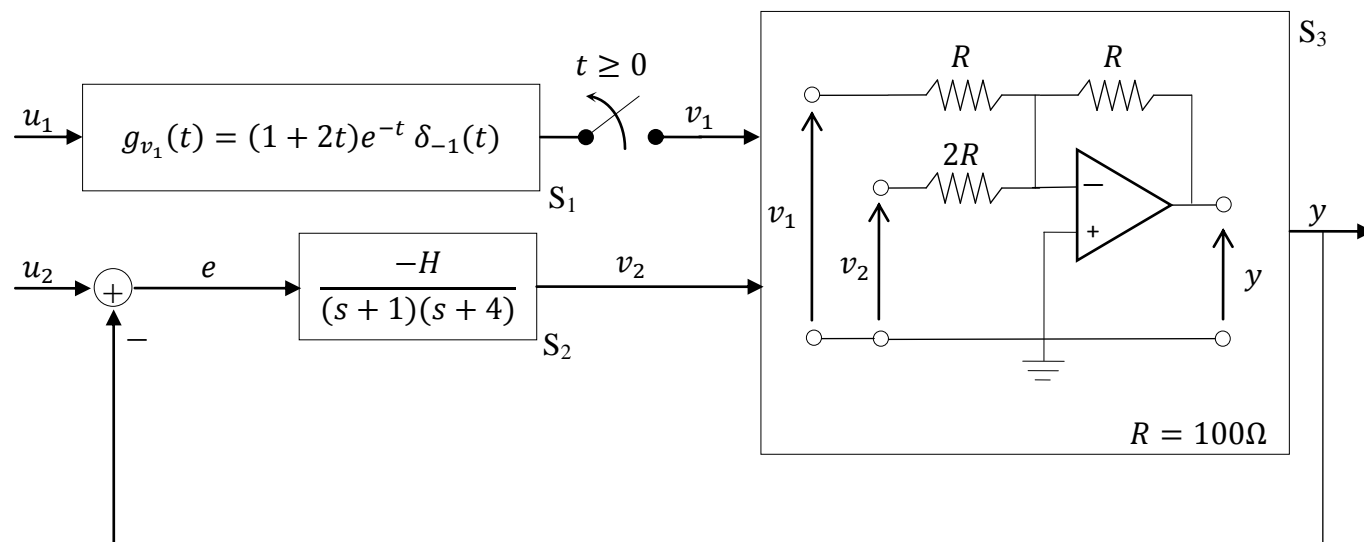 S₃
t ≥ 0
R R
u₁ g_{v₁}(t) = (1 + 2t)e^{−t} δ_{−1}(t) v₁
2R
−
S₁
v₁
+
y
u₂ e −H v₂
+ (s + 1)(s + 4)
v₂ y
−
S₂
R = 100Ω